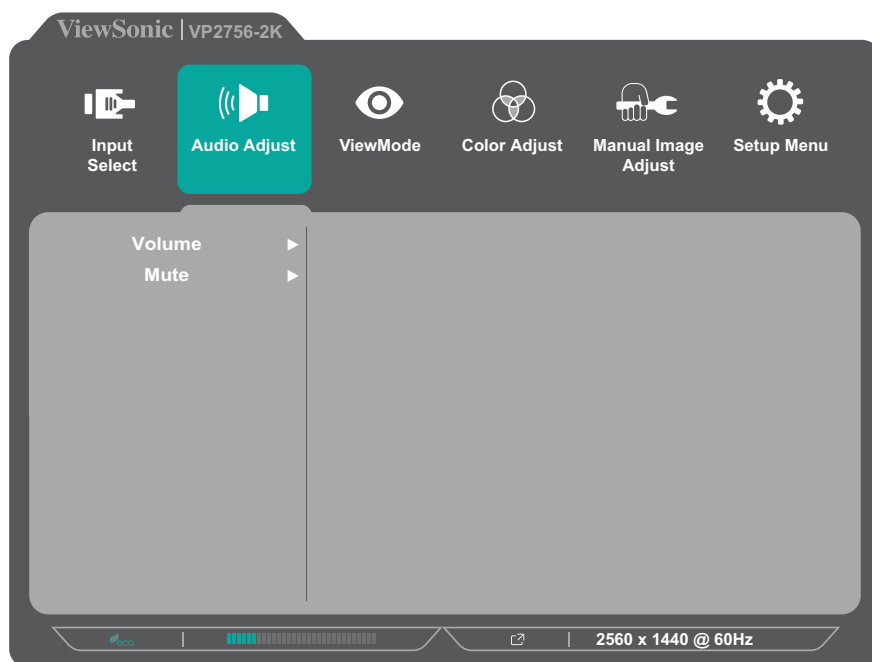 ViewSonic | VP2756-2K
Input Select
Audio Adjust
ViewMode
Color Adjust
Manual Image Adjust
Setup Menu
Volume
Mute
eco
2560 x 1440 @ 60Hz